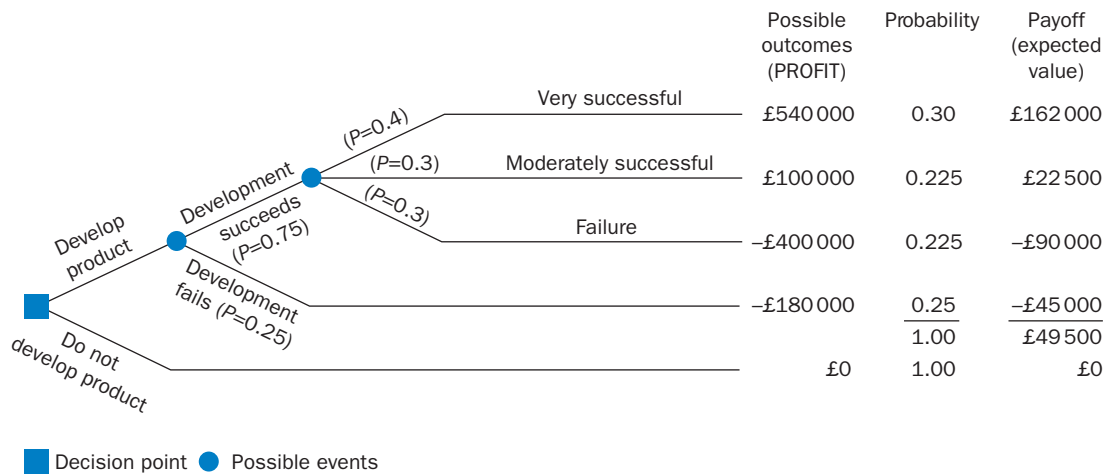 Possible Probability Payoff
outcomes (expected
(PROFIT) value)
Very successful
£540 000 0.30 £162 000
(P=0.4)
(P=0.3)
Moderately successful
£100 000 0.225 £22 500
(P=0.3)
Failure
–£400 000 0.225 –£90 000
Development
succeeds
(P=0.75)
Develop
product
Development
fails (P=0.25)
–£180 000 0.25 –£45 000
1.00 £49 500
Do not
develop product
£0 1.00 £0
Decision point Possible events